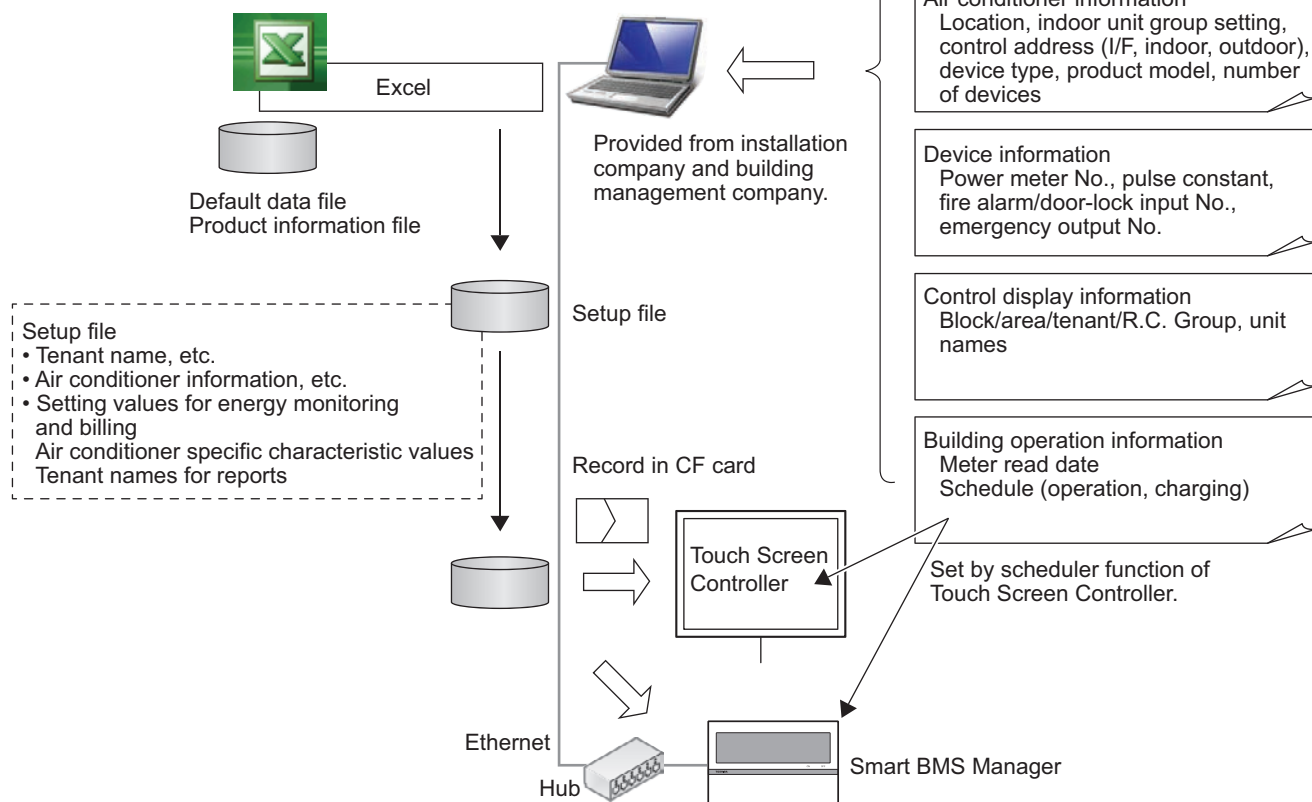 Excel
Default data file
Product information file
Provided from installation
company and building
management company.
Air conditioner information
Location, indoor unit group setting,
control address (I/F, indoor, outdoor),
device type, product model, number
of devices
Device information
Power meter No., pulse constant,
fire alarm/door-lock input No.,
emergency output No.
Control display information
Block/area/tenant/R.C. Group, unit
names
Building operation information
Meter read date
Schedule (operation, charging)
Set by scheduler function of
Touch Screen Controller.
Setup file
Setup file
• Tenant name, etc.
• Air conditioner information, etc.
• Setting values for energy monitoring
and billing
Air conditioner specific characteristic values
Tenant names for reports
Record in CF card
Touch Screen
Controller
Ethernet
Hub
Smart BMS Manager